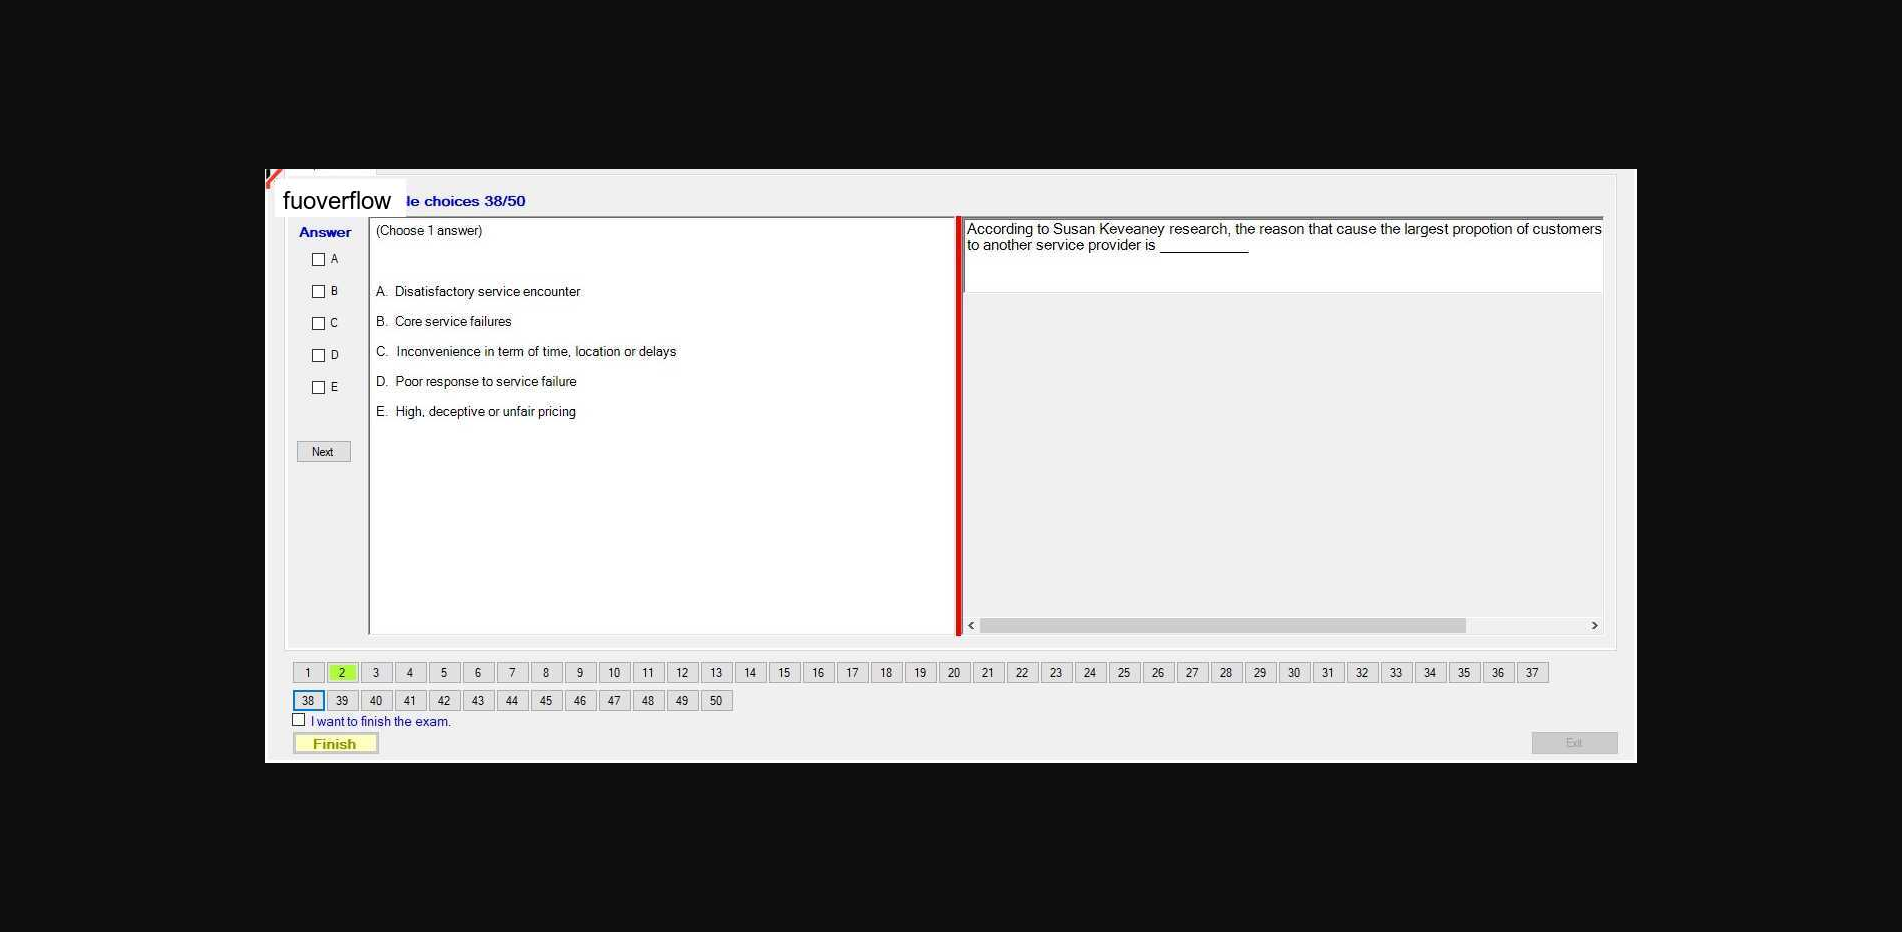 fuoverflow
le choices 38/50
Answer
A
B
C
D
E
Next
(Choose 1 answer)
A. Disatisfactory service encounter
B. Core service failures
C. Inconvenience in term of time, location or delays
D. Poor response to service failure
E. High, deceptive or unfair pricing
According to Susan Keveaney research, the reason that cause the largest propotion of customers
to another service provider is ___________
1 2 3 4 5 6 7 8 9 10 11 12 13 14 15 16 17 18 19 20 21 22 23 24 25 26 27 28 29 30 31 32 33 34 35 36 37
38 39 40 41 42 43 44 45 46 47 48 49 50
I want to finish the exam.
Finish
Exit